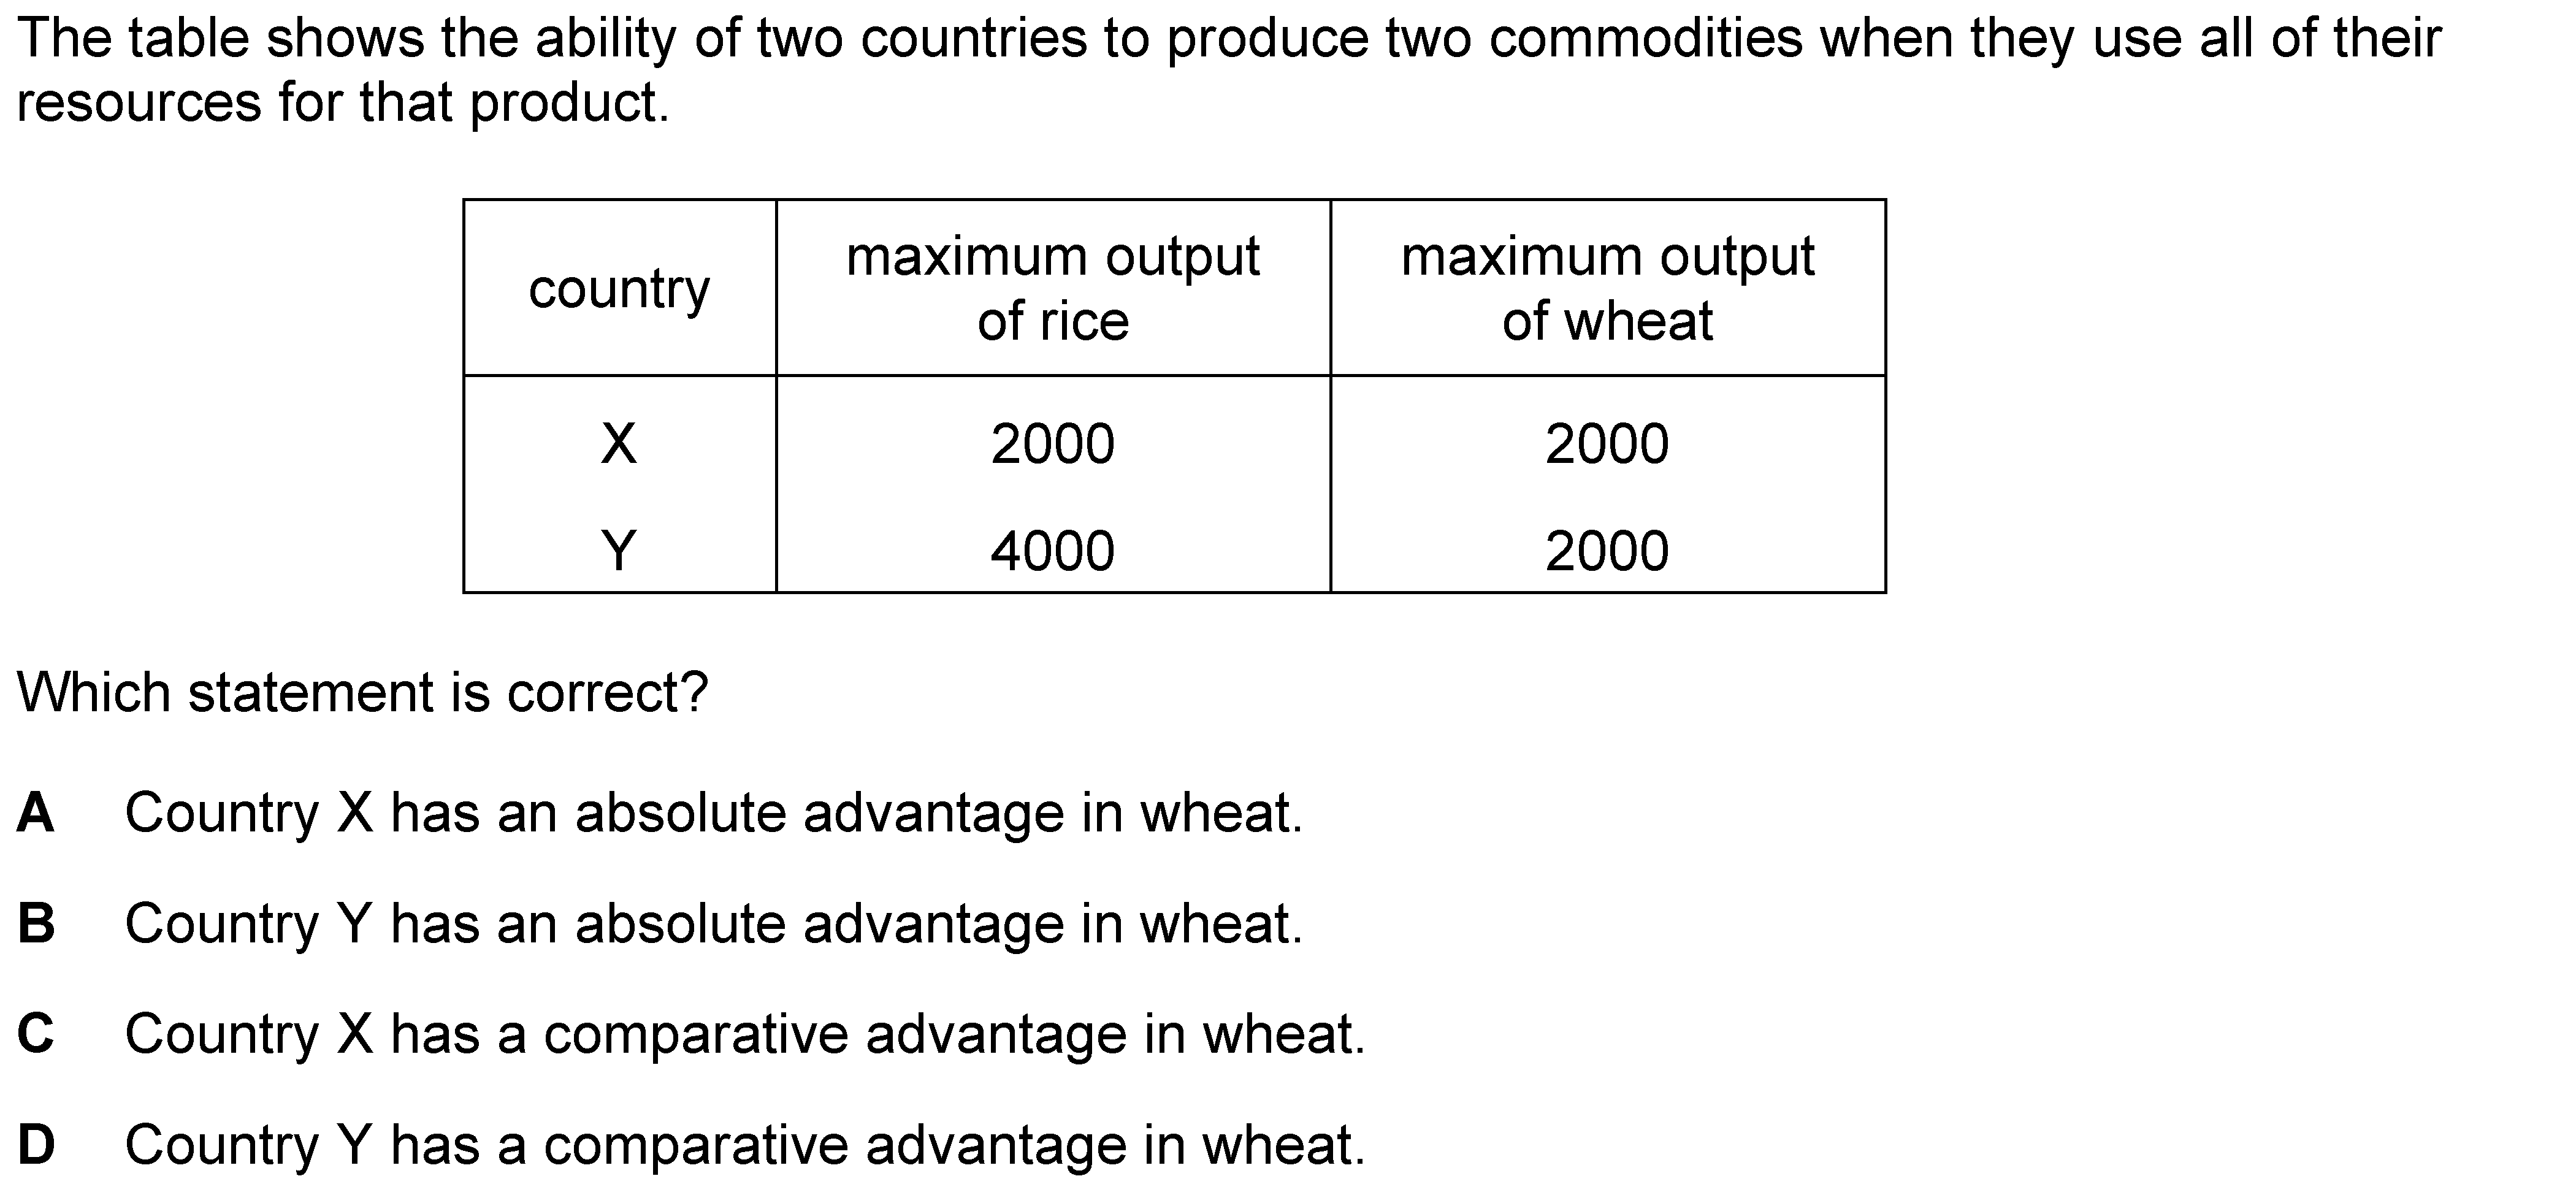 The table shows the ability of two countries to produce two commodities when they use all of their
resources for that product.
country
maximum output
of rice
maximum output
of wheat
X 2000 2000
Y 4000 2000
Which statement is correct?
A Country X has an absolute advantage in wheat.
B Country Y has an absolute advantage in wheat.
C Country X has a comparative advantage in wheat.
D Country Y has a comparative advantage in wheat.